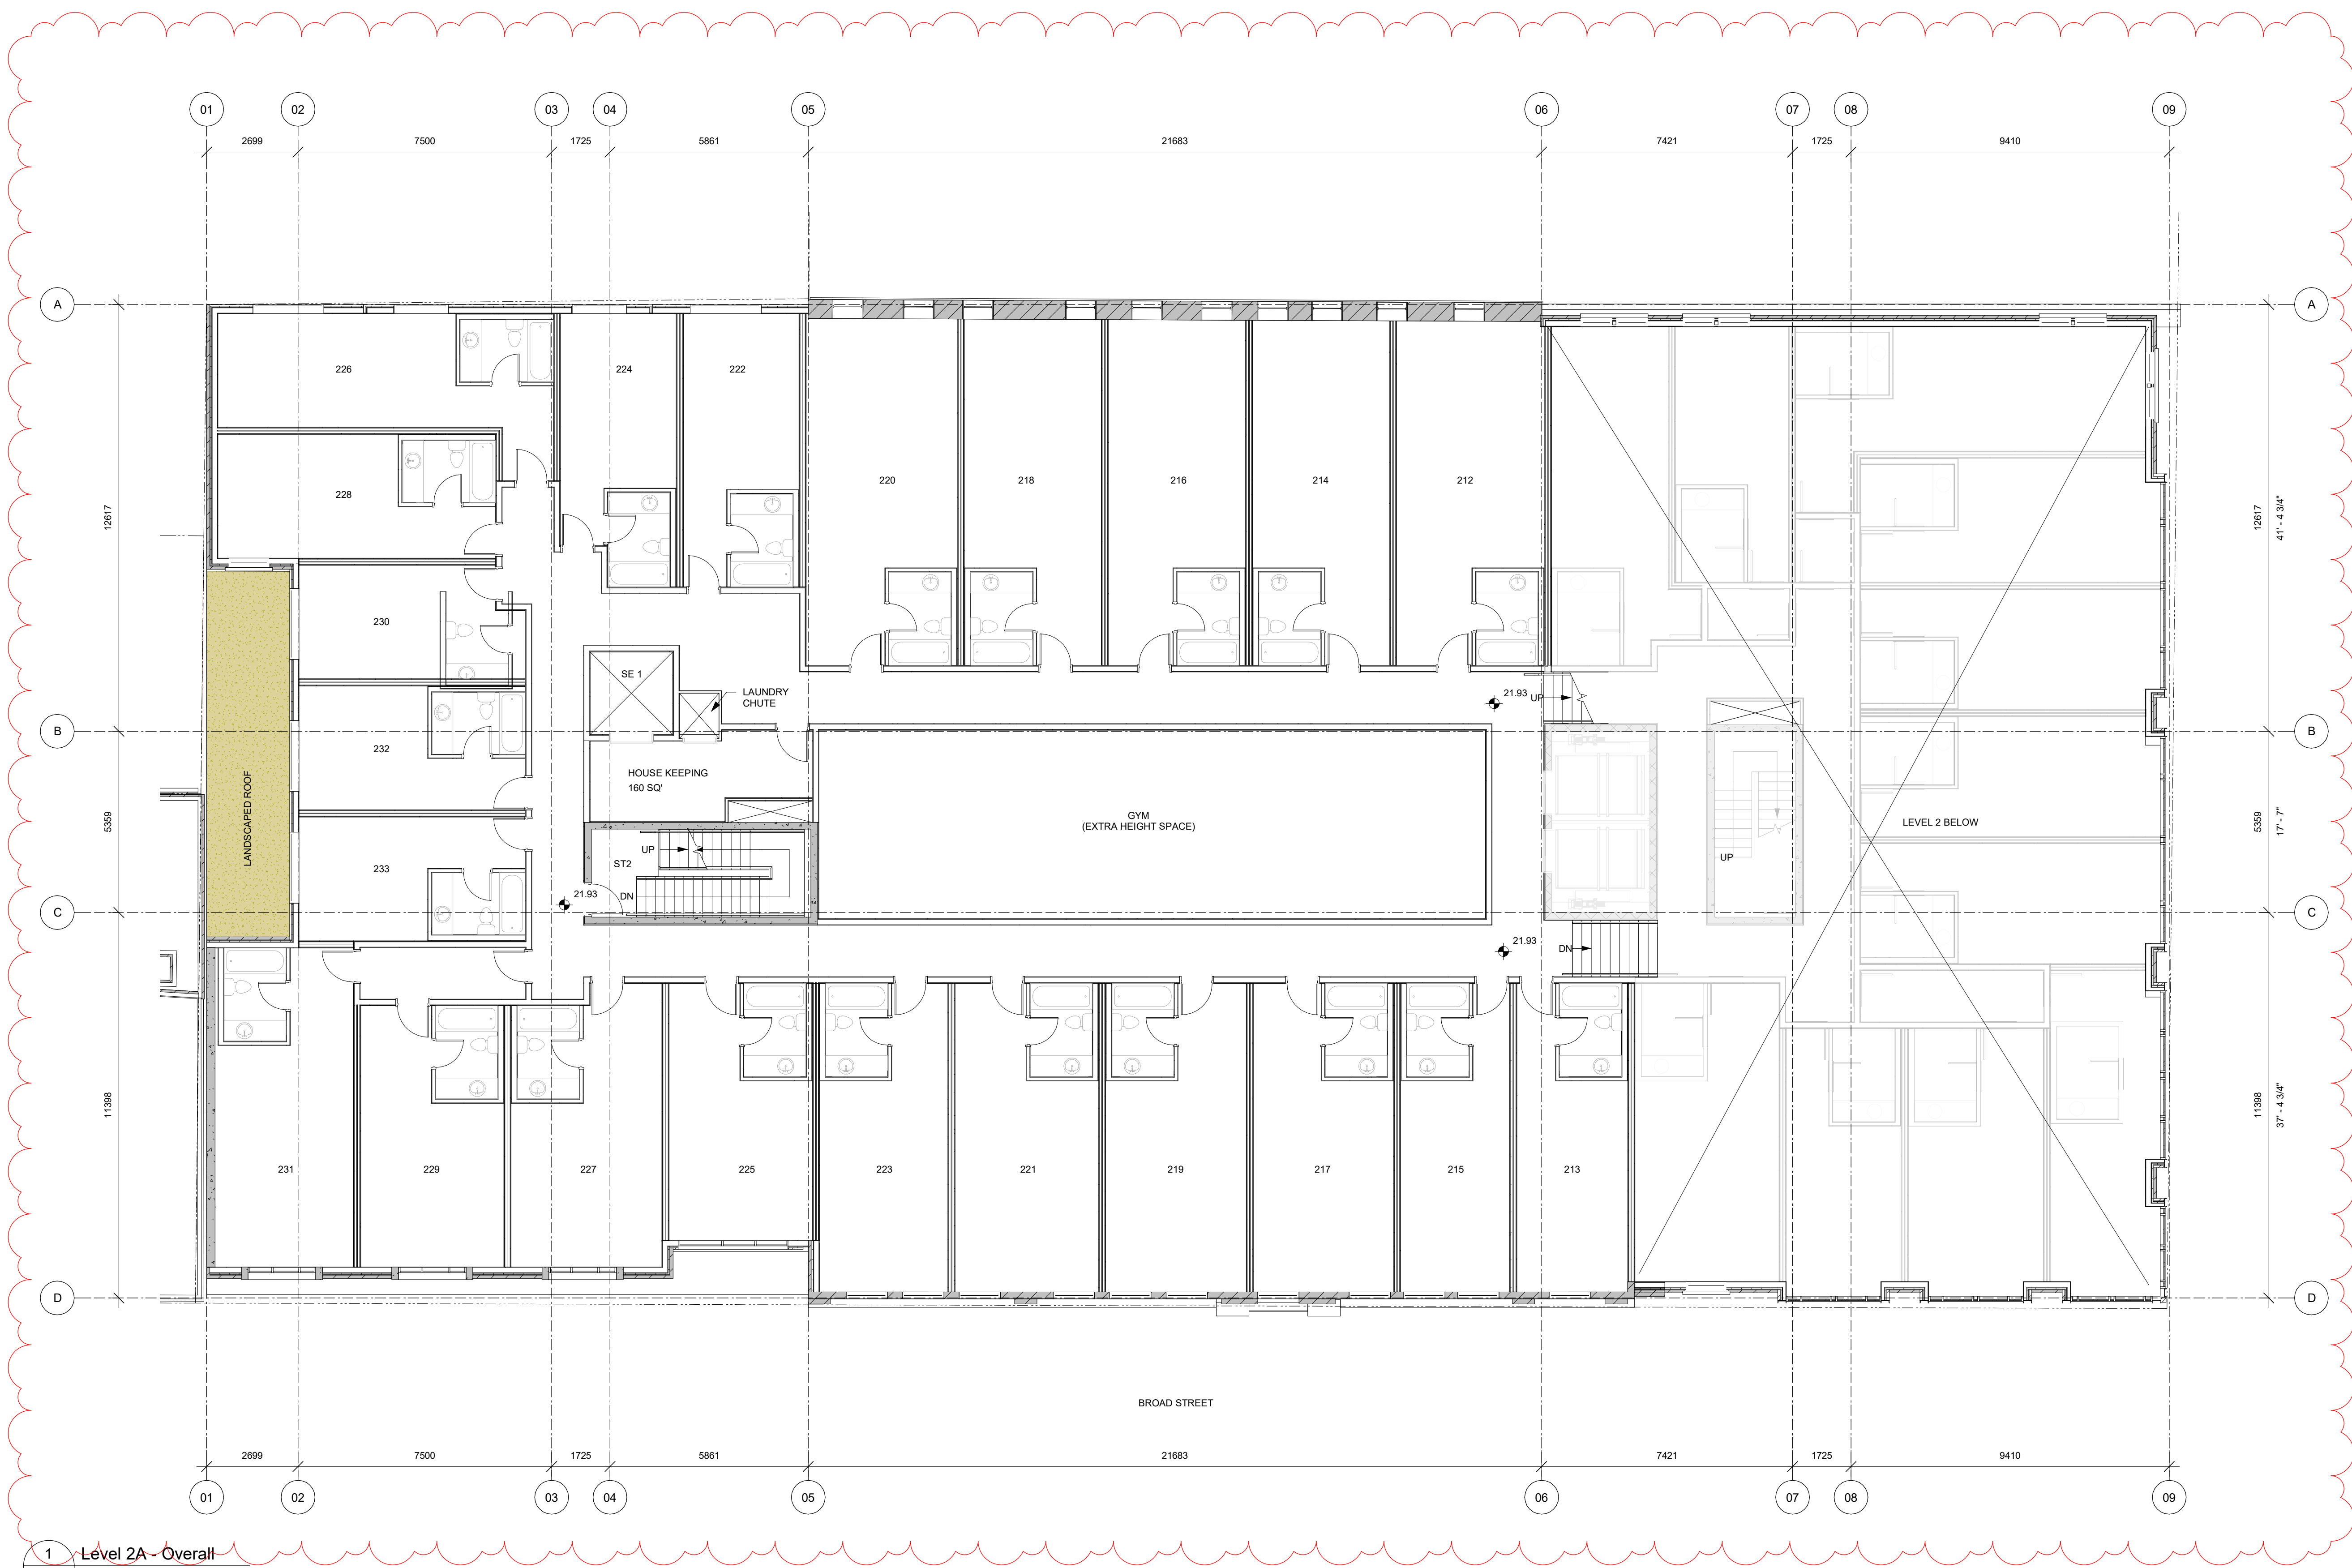 01 02 03 04 05 06 07 08 09
2699 7500 1725 5861 21683 7421 1725 9410
A A
226 224 222
220 218 216 214 212
228
12617 12617 41' - 4 3/4"
230
SE 1
LAUNDRY
CHUTE
21.93 UP
B B
232
HOUSE KEEPING
160 SQ'
LANDSCAPED ROOF
GYM
(EXTRA HEIGHT SPACE)
LEVEL 2 BELOW
5359 5359 17' - 7"
UP
UP
ST2
233
21.93 DN
C C
21.93 DN
11398 11398 37' - 4 3/4"
231 229 227 225 223 221 219 217 215 213
D D
BROAD STREET
2699 7500 1725 5861 21683 7421 1725 9410
01 02 03 04 05 06 07 08 09
1 Level 2A - Overall